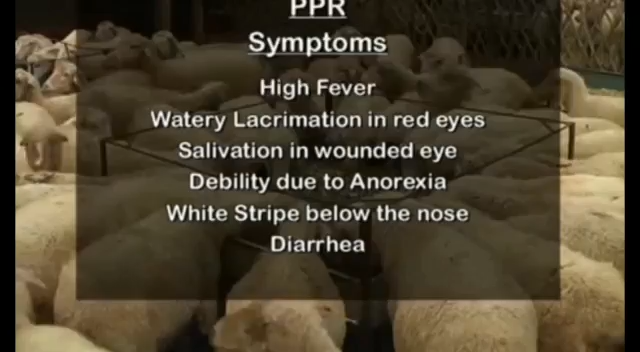 PPR
Symptoms
High Fever
Watery Lacrimation in red eyes
Salivation in wounded eye
Debility due to Anorexia
White Stripe below the nose
Diarrhea